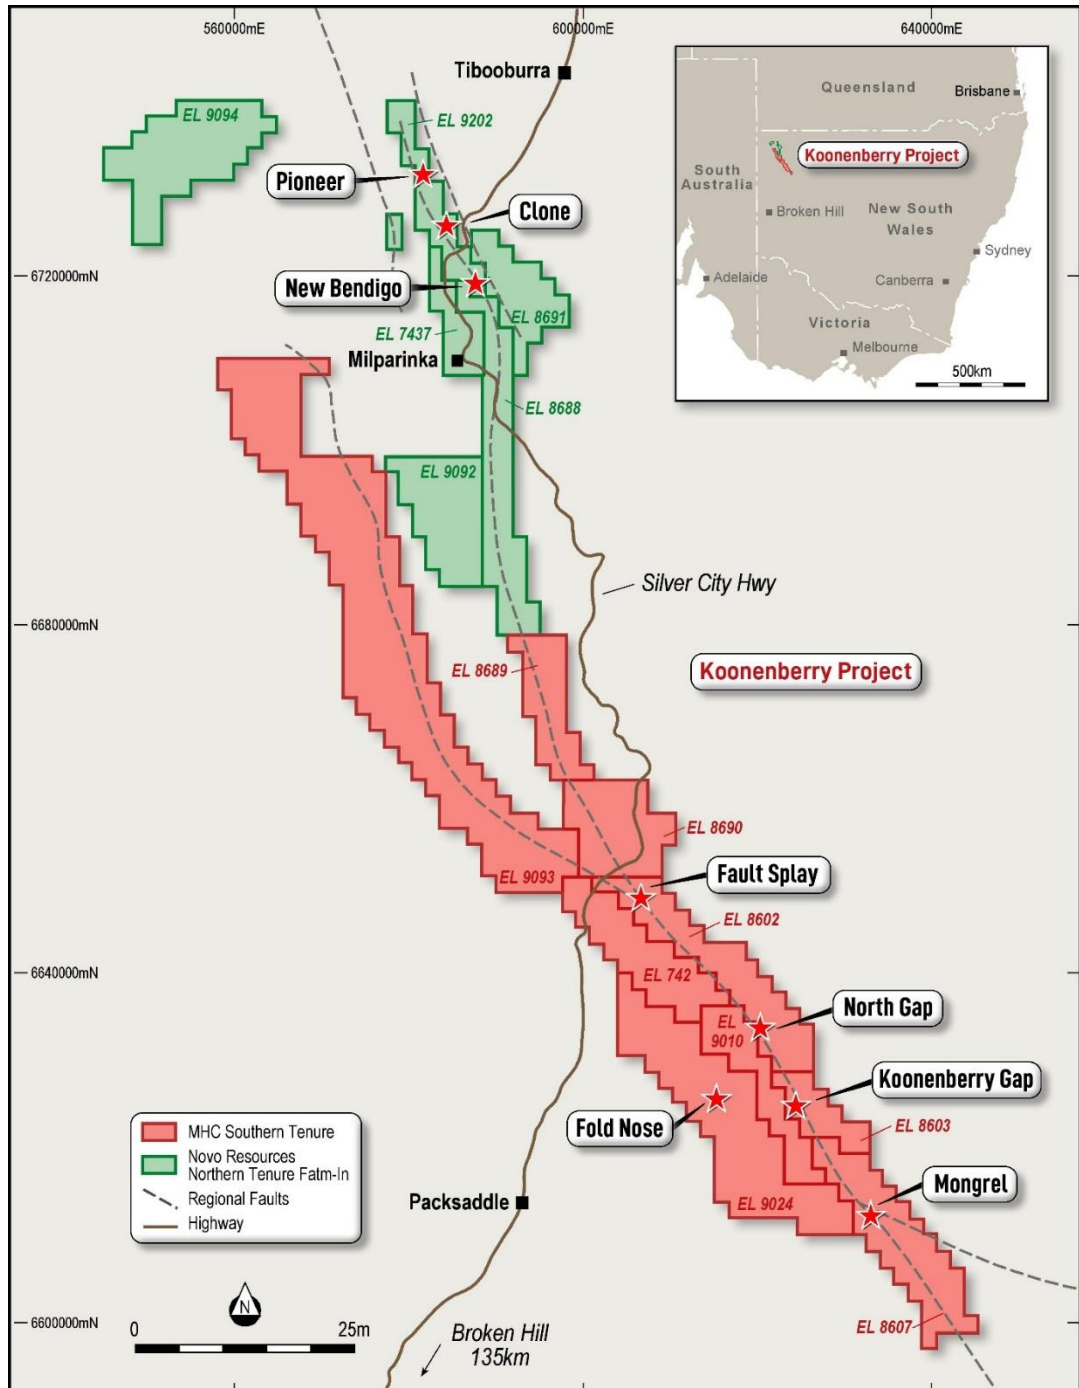 560000mE
600000mE
640000mE
Tibooburra
EL 9094
EL 9202
Pioneer
Clone
6720000mN
New Bendigo
EL 8691
EL 7437
Milparinka
EL 8688
EL 9092
Queensland
Brisbane
Koonenberry Project
South
Australia
Broken Hill
New South
Wales
Sydney
Adelaide
Canberra
Victoria
Melbourne
500km
Silver City Hwy
6680000mN
EL 8689
Koonenberry Project
EL 8690
EL 9093
Fault Splay
EL 8602
6640000mN
EL 742
EL
9010
North Gap
Koonenberry Gap
Fold Nose
EL 8603
Mongrel
EL 9024
Packsaddle
MHC Southern Tenure
Novo Resources
Northern Tenure Fatm-In
Regional Faults
Highway
N
0
25m
6600000mN
Broken Hill
135km
EL 8607